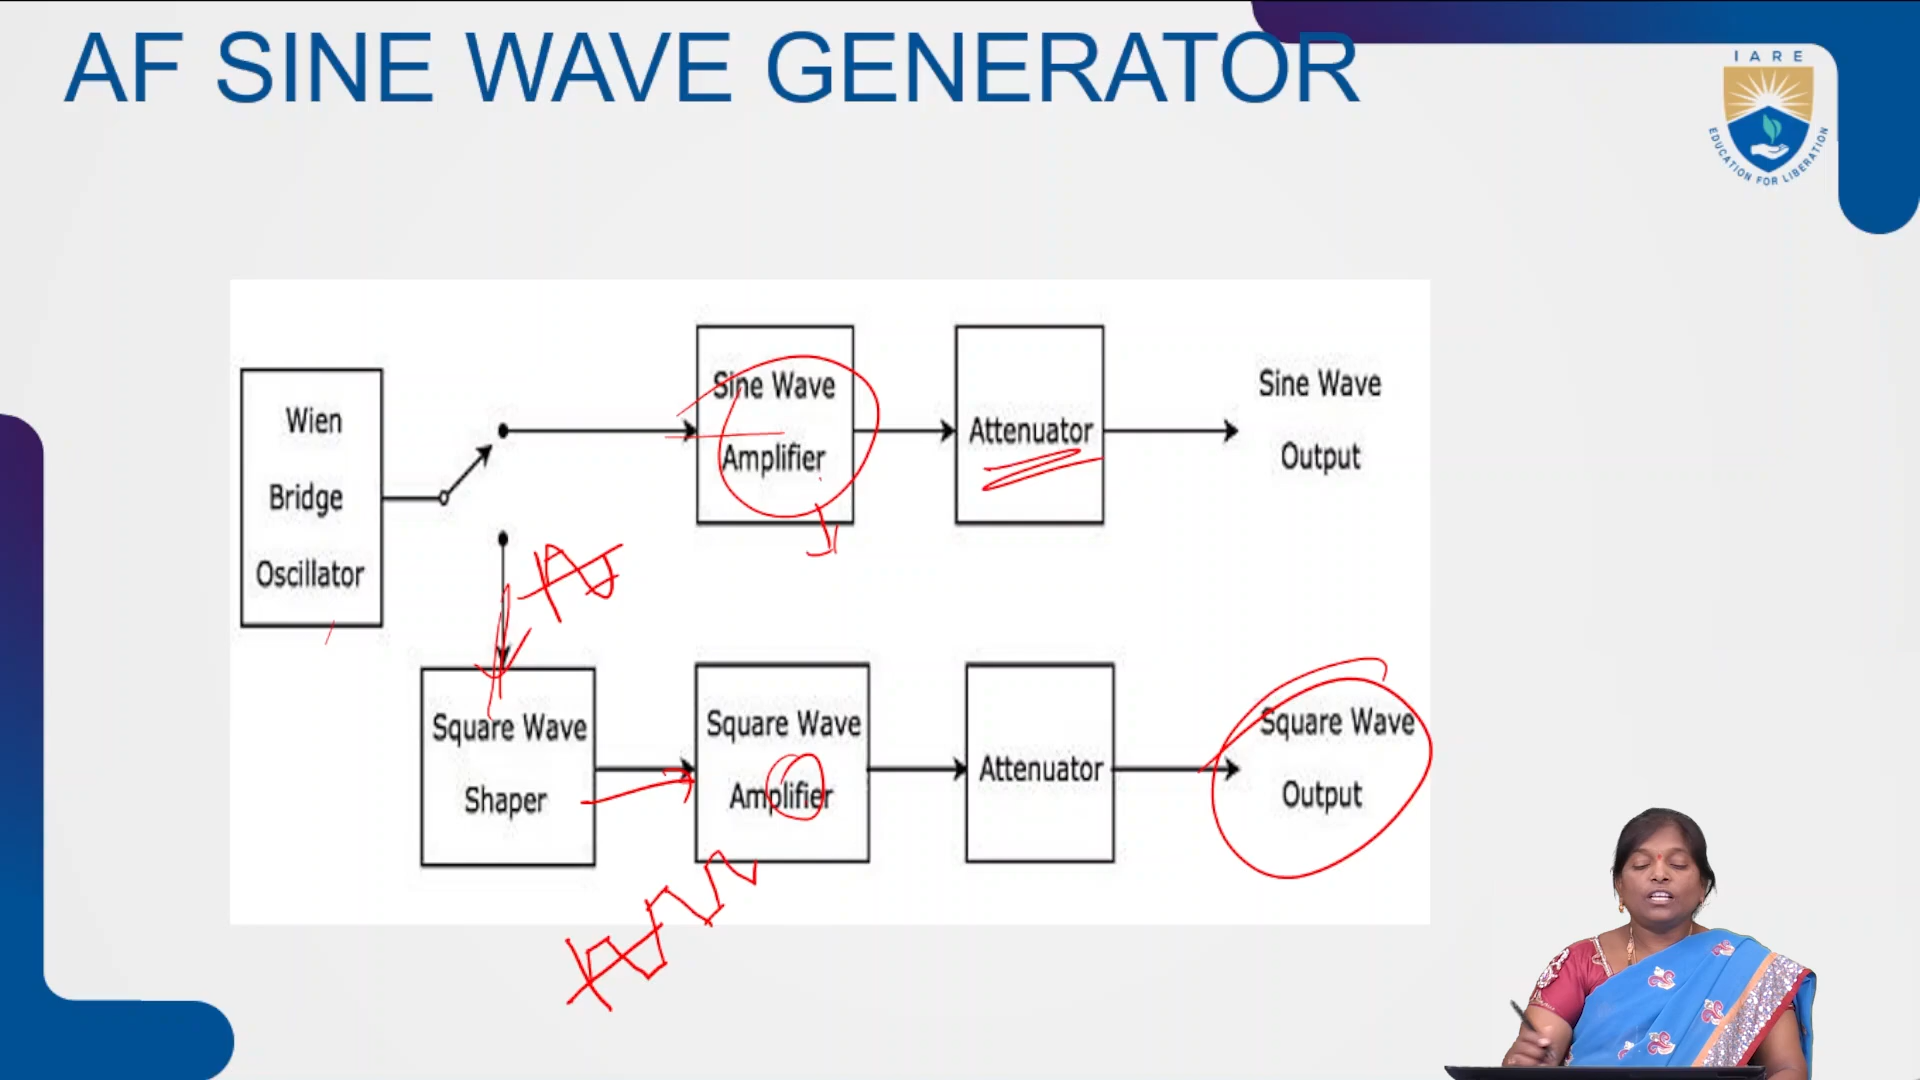 AF SINE WAVE GENERATOR
IARE
EDUCATION FOR LIBERATION
Wien
Bridge
Oscillator
Sine Wave
Amplifier
Attenuator
Sine Wave
Output
Square Wave
Shaper
Square Wave
Amplifier
Attenuator
Square Wave
Output